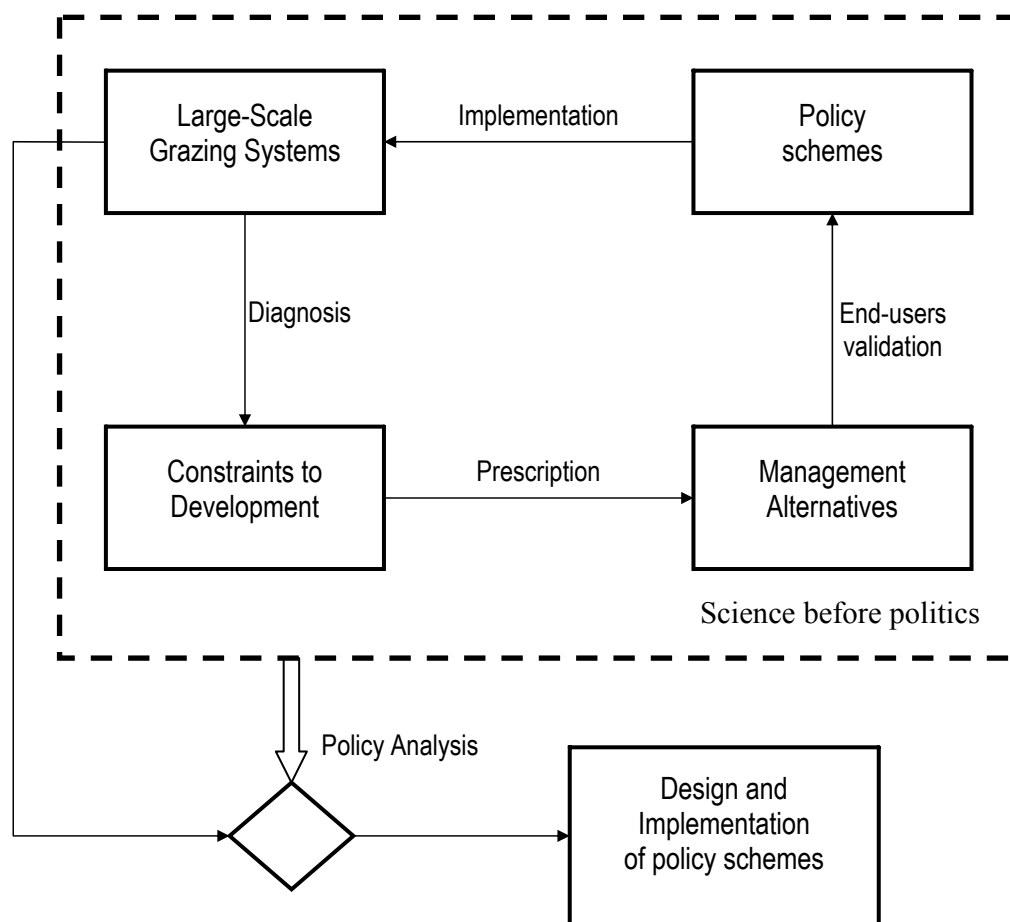 Large-Scale
Grazing Systems
Implementation
Policy
schemes
Diagnosis
End-users
validation
Constraints to
Development
Prescription
Management
Alternatives
Science before politics
Policy Analysis
Design and
Implementation
of policy schemes